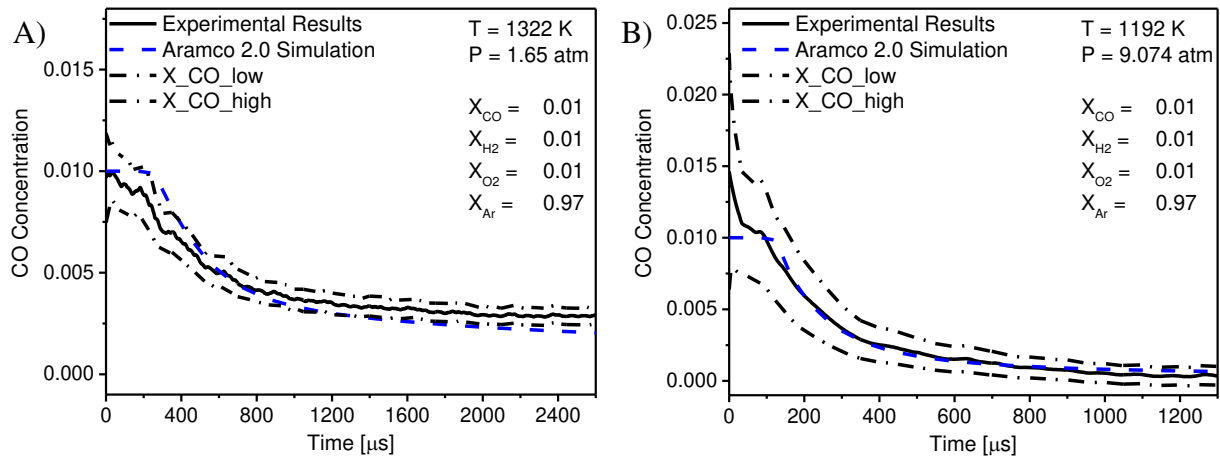 A)
Experimental Results
Aramco 2.0 Simulation
X_CO_low
X_CO_high
T = 1322 K
P = 1.65 atm
X_CO = 0.01
X_H2 = 0.01
X_O2 = 0.01
X_Ar = 0.97
CO Concentration
0.015
0.010
0.005
0.000
0 400 800 1200 1600 2000 2400
Time [μs]
B)
Experimental Results
Aramco 2.0 Simulation
X_CO_low
X_CO_high
T = 1192 K
P = 9.074 atm
X_CO = 0.01
X_H2 = 0.01
X_O2 = 0.01
X_Ar = 0.97
CO Concentration
0.025
0.020
0.015
0.010
0.005
0.000
0 200 400 600 800 1000 1200
Time [μs]